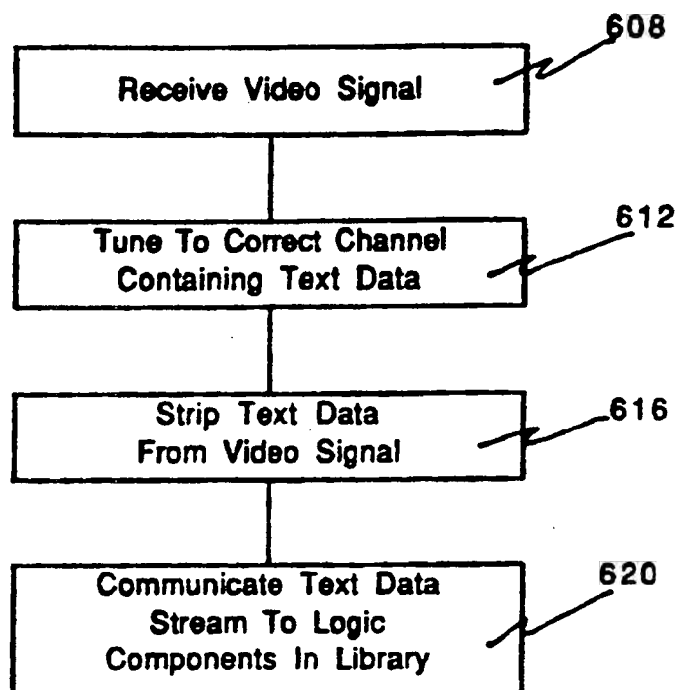 608
Receive Video Signal
612
Tune To Correct Channel
Containing Text Data
616
Strip Text Data
From Video Signal
620
Communicate Text Data
Stream To Logic
Components In Library